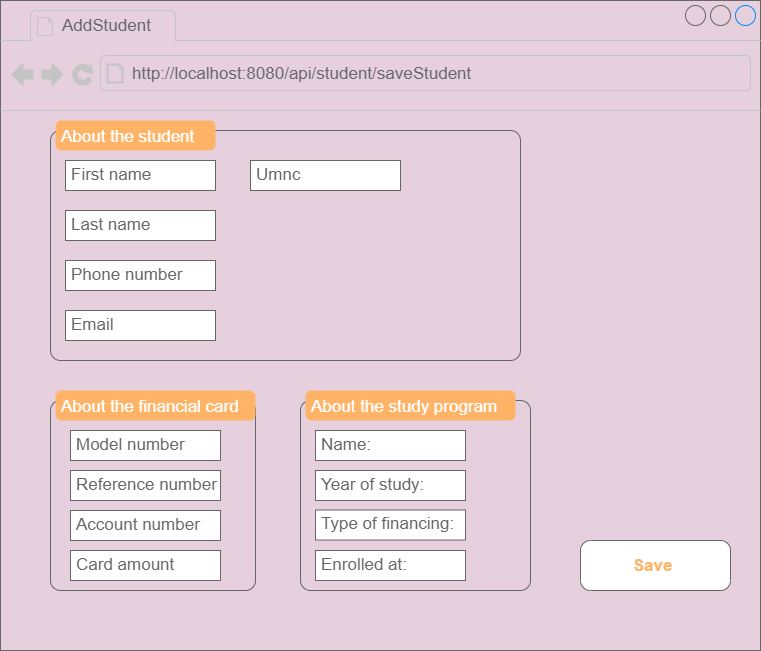 AddStudent
http://localhost:8080/api/student/saveStudent
About the student
First name
Umnc
Last name
Phone number
Email
About the financial card
Model number
Reference number
Account number
Card amount
About the study program
Name:
Year of study:
Type of financing:
Enrolled at:
Save